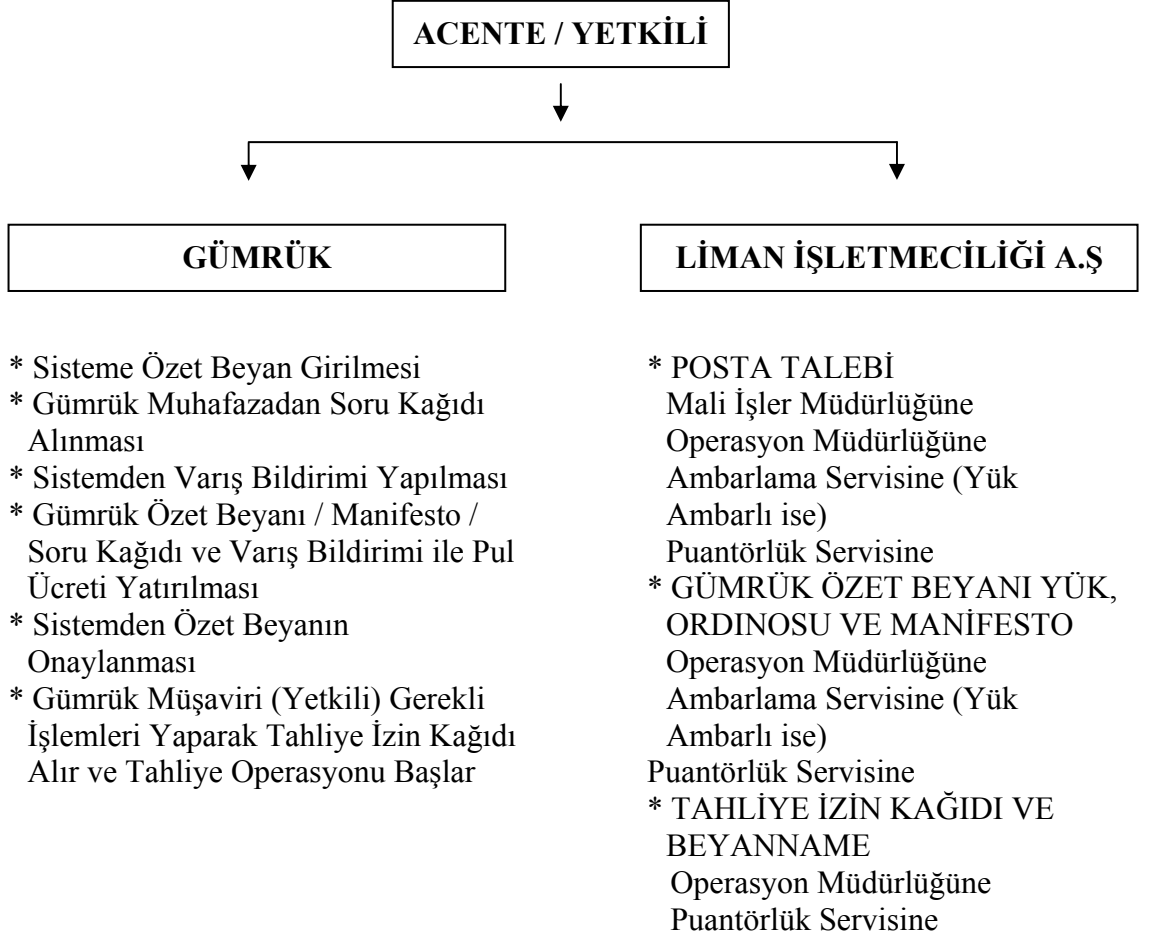 ACENTE / YETKİLİ
GÜMRÜK
* Sisteme Özet Beyan Girilmesi
* Gümrük Muhafazadan Soru Kağıdı
Alınması
* Sistemden Varış Bildirimi Yapılması
* Gümrük Özet Beyanı / Manifesto /
Soru Kağıdı ve Varış Bildirimi ile Pul
Ücreti Yatırılması
* Sistemden Özet Beyanın
Onaylanması
* Gümrük Müşaviri (Yetkili) Gerekli
İşlemleri Yaparak Tahliye İzin Kağıdı
Alır ve Tahliye Operasyonu Başlar
LİMAN İŞLETMECİLİĞİ A.Ş
* POSTA TALEBİ
Mali İşler Müdürlüğüne
Operasyon Müdürlüğüne
Ambarlama Servisine (Yük
Ambarlı ise)
Puantörlük Servisine
* GÜMRÜK ÖZET BEYANI YÜK,
ORDINOSU VE MANİFESTO
Operasyon Müdürlüğüne
Ambarlama Servisine (Yük
Ambarlı ise)
Puantörlük Servisine
* TAHLİYE İZİN KAĞIDI VE
BEYANNAME
Operasyon Müdürlüğüne
Puantörlük Servisine